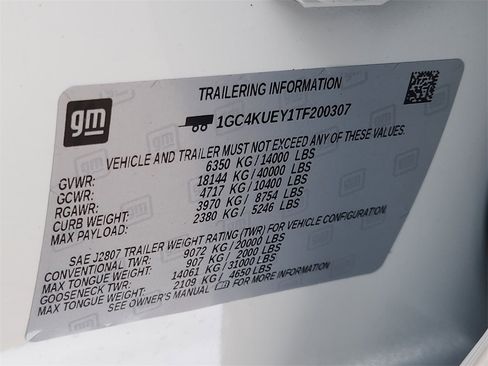 gm
TRAILERING INFORMATION
1GC4KUEY1TF200307
VEHICLE AND TRAILER MUST NOT EXCEED ANY OF THESE VALUES.
GVWR: 6350 KG/14000 LBS
GCWR: 18144 KG/40000 LBS
RGAWR: 4717 KG/10400 LBS
CURB WEIGHT: 3970 KG/ 8754 LBS
MAX PAYLOAD: 2380 KG/ 5246 LBS
SAE J2807 TRAILER WEIGHT RATING (TWR) FOR VEHICLE CONFIGURATION.
CONVENTIONAL TWR: 9072 KG/20000 LBS
MAX TONGUE WEIGHT: 907 KG/ 2000 LBS
GOOSENECK TWR: 14061 KG/31000 LBS
MAX TONGUE WEIGHT: 2109 KG/ 4650 LBS
SEE OWNER'S MANUAL FOR MORE INFORMATION